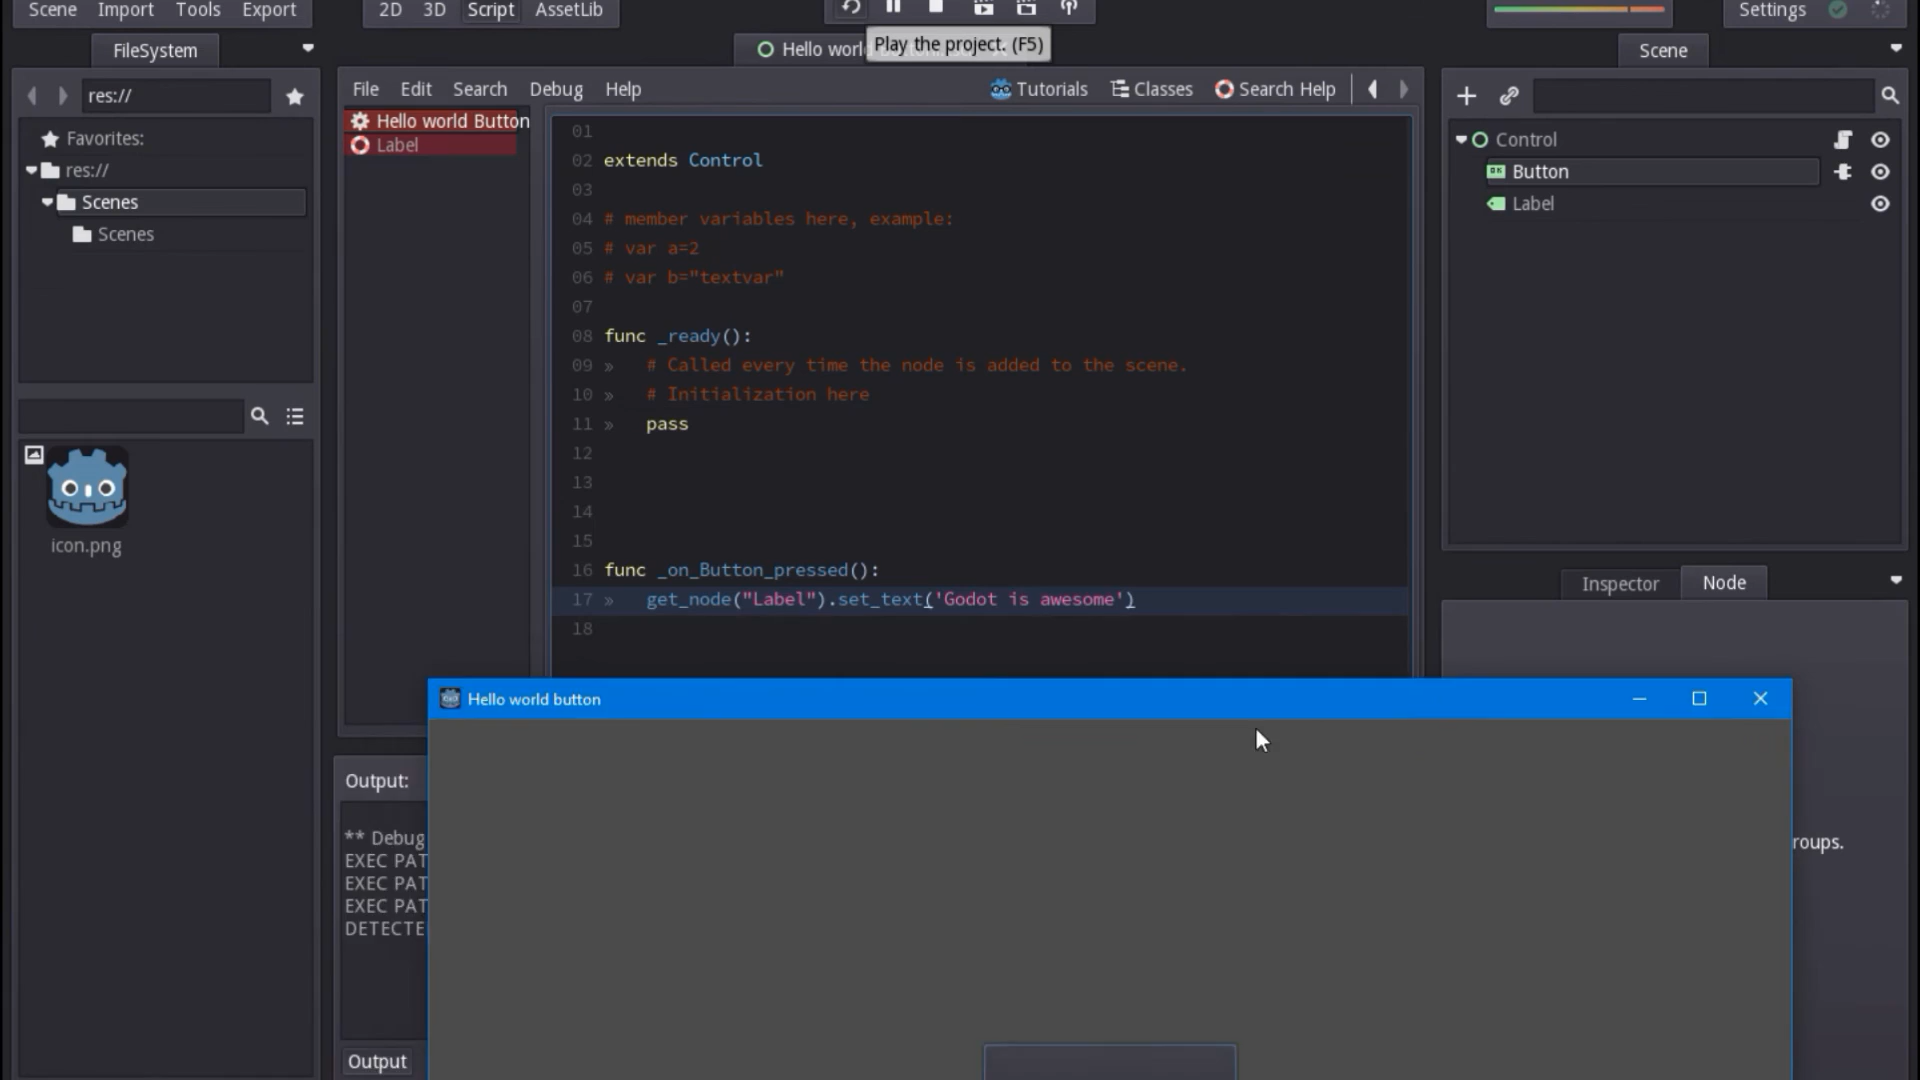 Scene Import Tools Export
2D 3D Script AssetLib
Settings
FileSystem
Hello worl
Play the project. (F5)
Scene
res://
File Edit Search Debug Help
Tutorials Classes Search Help
Favorites:
res://
Scenes
Scenes
icon.png
Hello world Button
Label
01
02 extends Control
03
04 # member variables here, example:
05 # var a=2
06 # var b="textvar"
07
08 func _ready():
09 » # Called every time the node is added to the scene.
10 » # Initialization here
11 » pass
12
13
14
15
16 func _on_Button_pressed():
17 » get_node("Label").set_text('Godot is awesome')
18
Control
Button
Label
Inspector Node
roups.
Hello world button
Output:
** Debug
EXEC PAT
EXEC PAT
EXEC PAT
DETECTE
Output